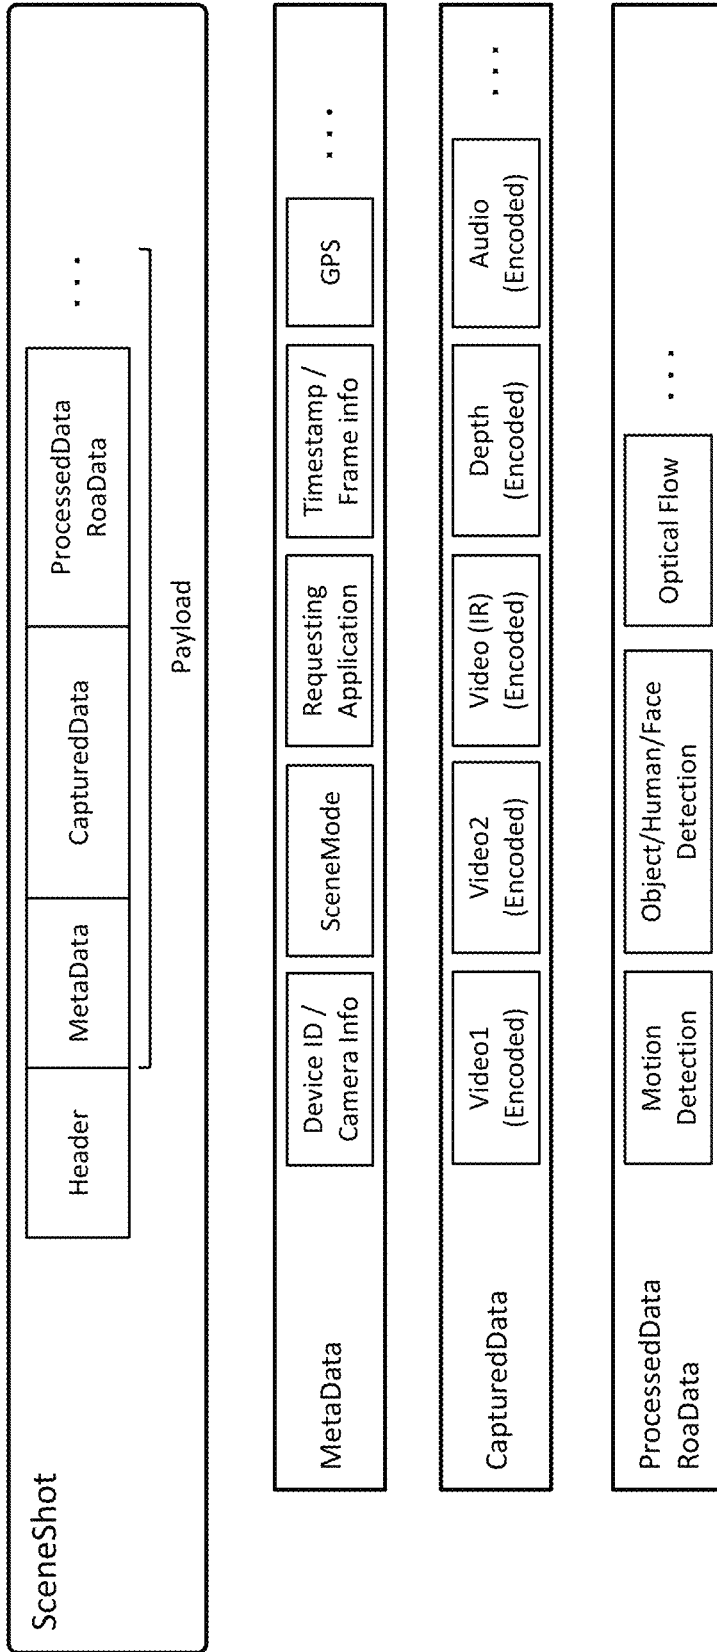 SceneShot
Header
MetaData
CapturedData
ProcessedData
RoaData
. . .
Payload
MetaData
Device ID /
Camera Info
SceneMode
Requesting
Application
Timestamp /
Frame info
GPS
. . .
CapturedData
Video1
(Encoded)
Video2
(Encoded)
Video (IR)
(Encoded)
Depth
(Encoded)
Audio
(Encoded)
. . .
ProcessedData
RoaData
Motion
Detection
Object/Human/Face
Detection
Optical Flow
. . .